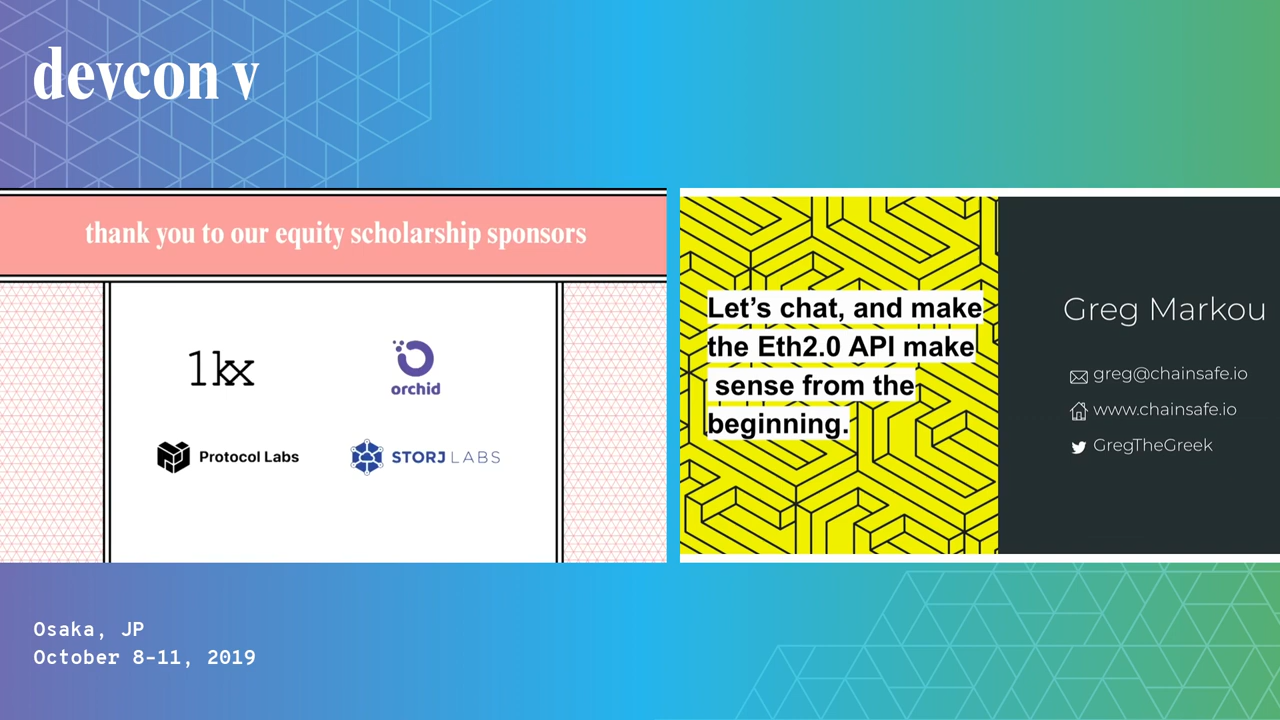 devcon v
thank you to our equity scholarship sponsors
1kx
orchid
Protocol Labs
STORJ LABS
Let’s chat, and make
the Eth2.0 API make
sense from the
beginning.
Greg Markou
greg@chainsafe.io
www.chainsafe.io
GregTheGreek
Osaka, JP
October 8-11, 2019